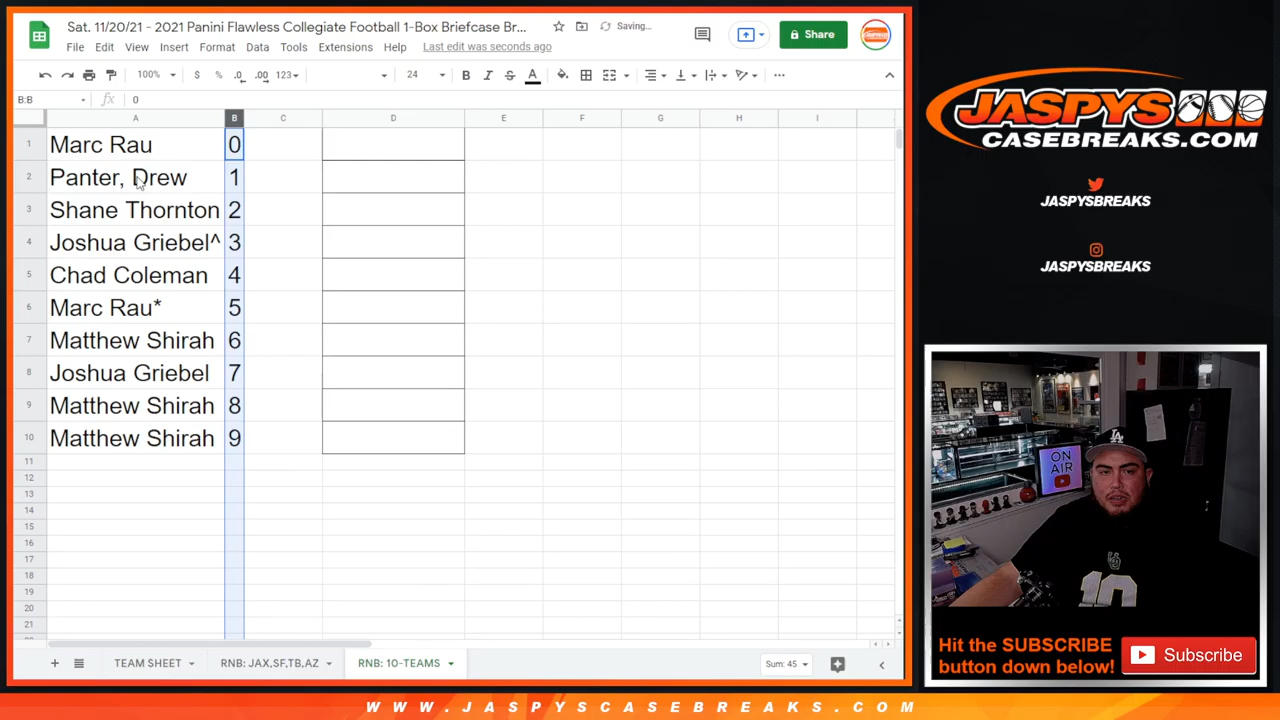 Sat. 11/20/21 - 2021 Panini Flawless Collegiate Football 1-Box Briefcase Br...
Saving...
Share
File Edit View Insert Format Data Tools Extensions Help Last edit was seconds ago
100% $ % .0 .00 123 24 B I S A
B:B fx 0
A B C D E F G H I
1 Marc Rau 0
2 Panter, Drew 1
3 Shane Thornton 2
4 Joshua Griebel^ 3
5 Chad Coleman 4
6 Marc Rau* 5
7 Matthew Shirah 6
8 Joshua Griebel 7
9 Matthew Shirah 8
10 Matthew Shirah 9
11
12
13
14
15
16
17
18
19
20
21
TEAM SHEET RNB: JAX,SF,TB,AZ RNB: 10-TEAMS Sum: 45
JASPYS
CASEBREAKS.COM
JASPYSBREAKS
JASPYSBREAKS
LA
ON
AIR
10
Hit the SUBSCRIBE
button down below!
Subscribe
WWW.JASPYSCASEBREAKS.COM